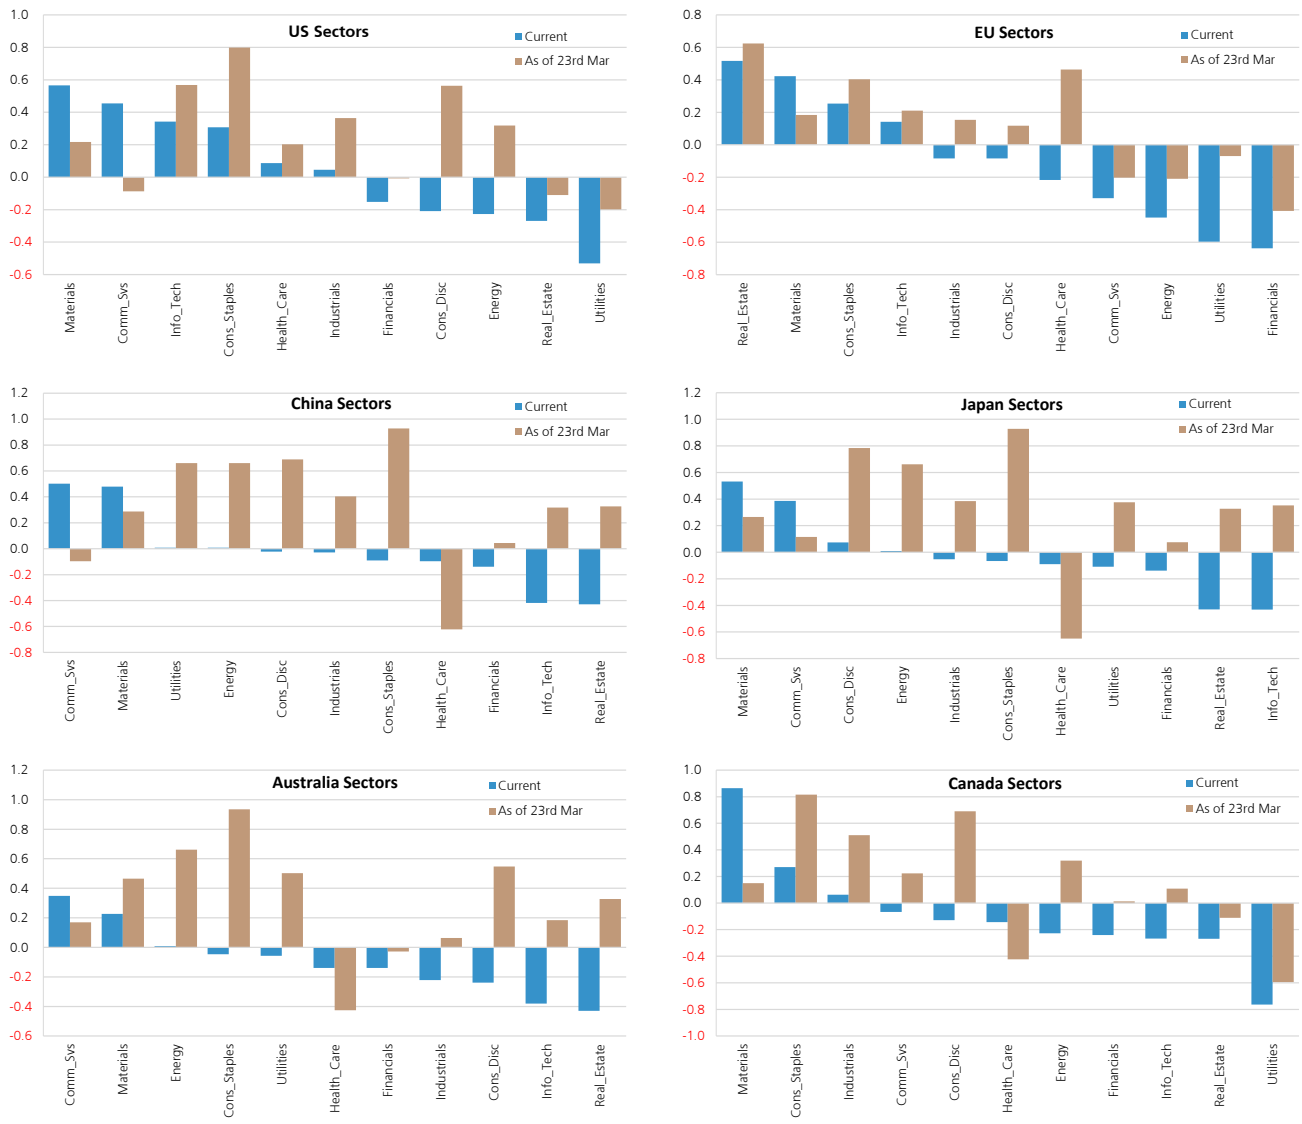 US Sectors
Current
As of 23rd Mar
1.0
0.8
0.6
0.4
0.2
0.0
-0.2
-0.4
-0.6
Materials
Comm_Svs
Info_Tech
Cons_Staples
Health_Care
Industrials
Financials
Cons_Disc
Energy
Real_Estate
Utilities
EU Sectors
Current
As of 23rd Mar
0.8
0.6
0.4
0.2
0.0
-0.2
-0.4
-0.6
-0.8
Real_Estate
Materials
Cons_Staples
Info_Tech
Industrials
Cons_Disc
Health_Care
Comm_Svs
Energy
Utilities
Financials
China Sectors
Current
As of 23rd Mar
1.2
1.0
0.8
0.6
0.4
0.2
0.0
-0.2
-0.4
-0.6
-0.8
Comm_Svs
Materials
Utilities
Energy
Cons_Disc
Industrials
Cons_Staples
Health_Care
Financials
Info_Tech
Real_Estate
Japan Sectors
Current
As of 23rd Mar
1.2
1.0
0.8
0.6
0.4
0.2
0.0
-0.2
-0.4
-0.6
-0.8
Materials
Comm_Svs
Cons_Disc
Energy
Industrials
Cons_Staples
Health_Care
Utilities
Financials
Real_Estate
Info_Tech
Australia Sectors
Current
As of 23rd Mar
1.2
1.0
0.8
0.6
0.4
0.2
0.0
-0.2
-0.4
-0.6
Comm_Svs
Materials
Energy
Cons_Staples
Utilities
Health_Care
Financials
Industrials
Cons_Disc
Info_Tech
Real_Estate
Canada Sectors
Current
As of 23rd Mar
1.0
0.8
0.6
0.4
0.2
0.0
-0.2
-0.4
-0.6
-0.8
-1.0
Materials
Cons_Staples
Industrials
Comm_Svs
Cons_Disc
Health_Care
Energy
Financials
Info_Tech
Real_Estate
Utilities